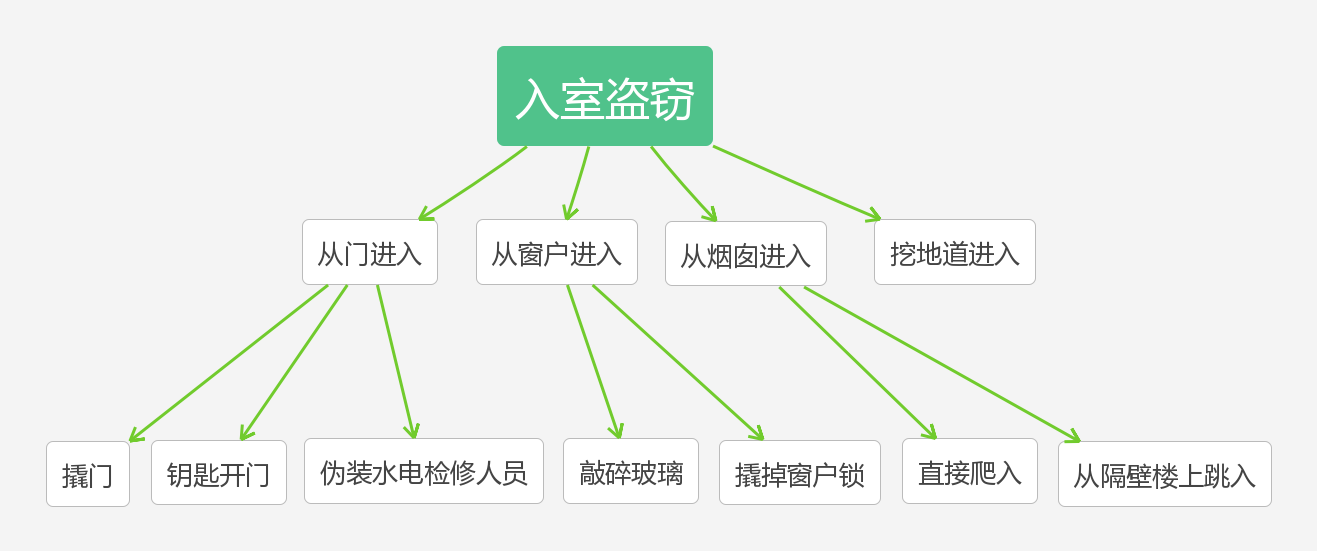 入室盗窃
从门进入
从窗户进入
从烟囱进入
挖地道进入
撬门
钥匙开门
伪装水电检修人员
敲碎玻璃
撬掉窗户锁
直接爬入
从隔壁楼上跳入